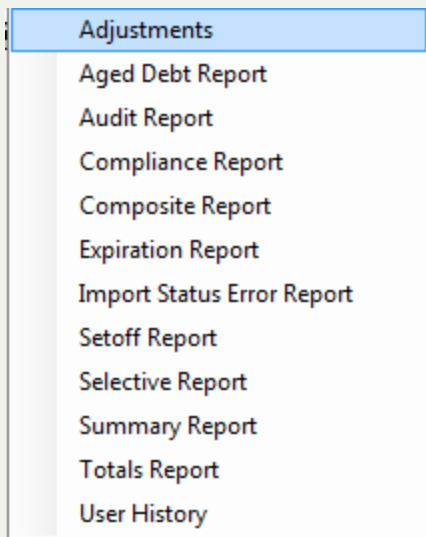 Adjustments
Aged Debt Report
Audit Report
Compliance Report
Composite Report
Expiration Report
Import Status Error Report
Setoff Report
Selective Report
Summary Report
Totals Report
User History